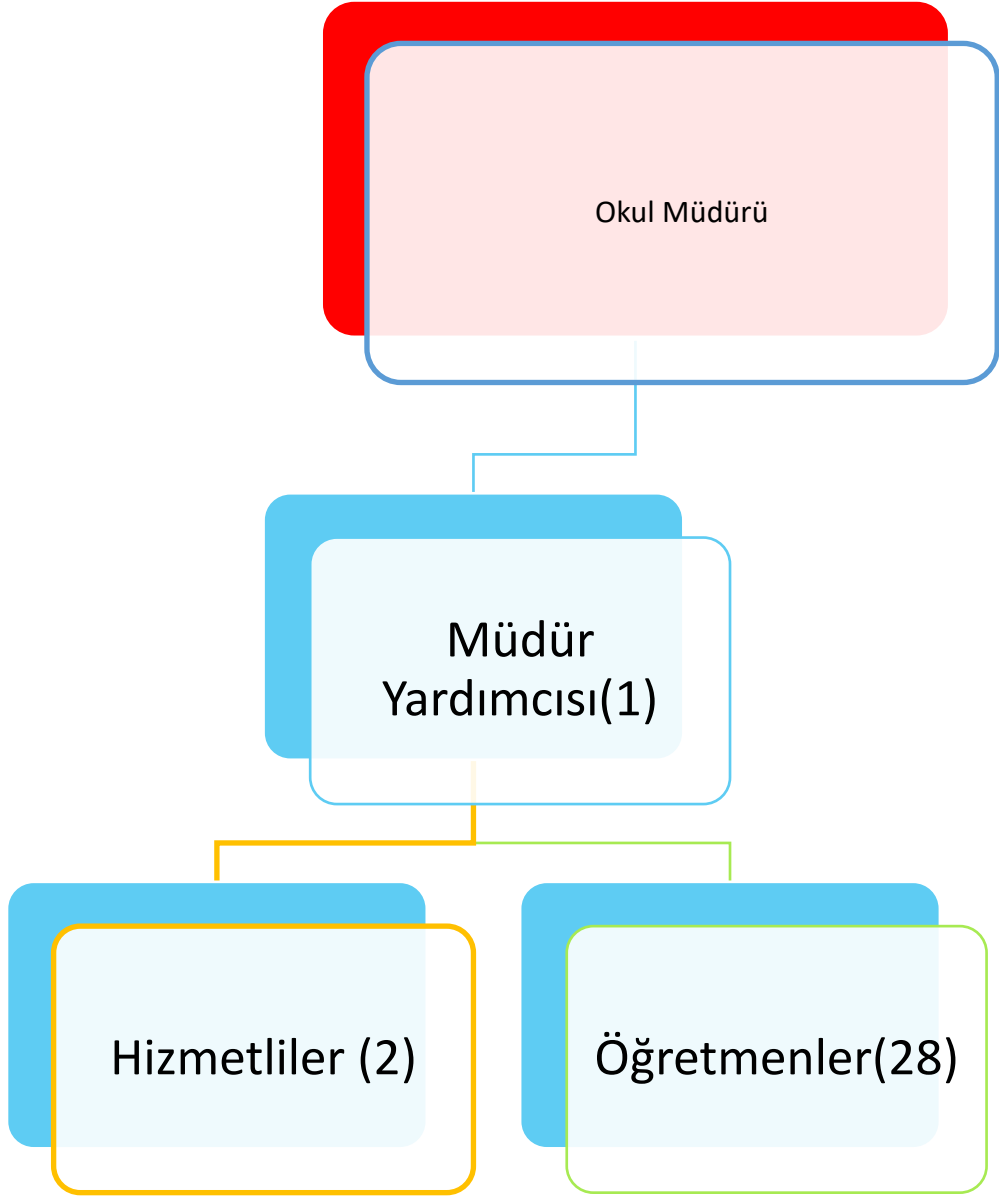 Okul Müdürü
Müdür
Yardımcısı(1)
Hizmetliler (2)
Öğretmenler(28)